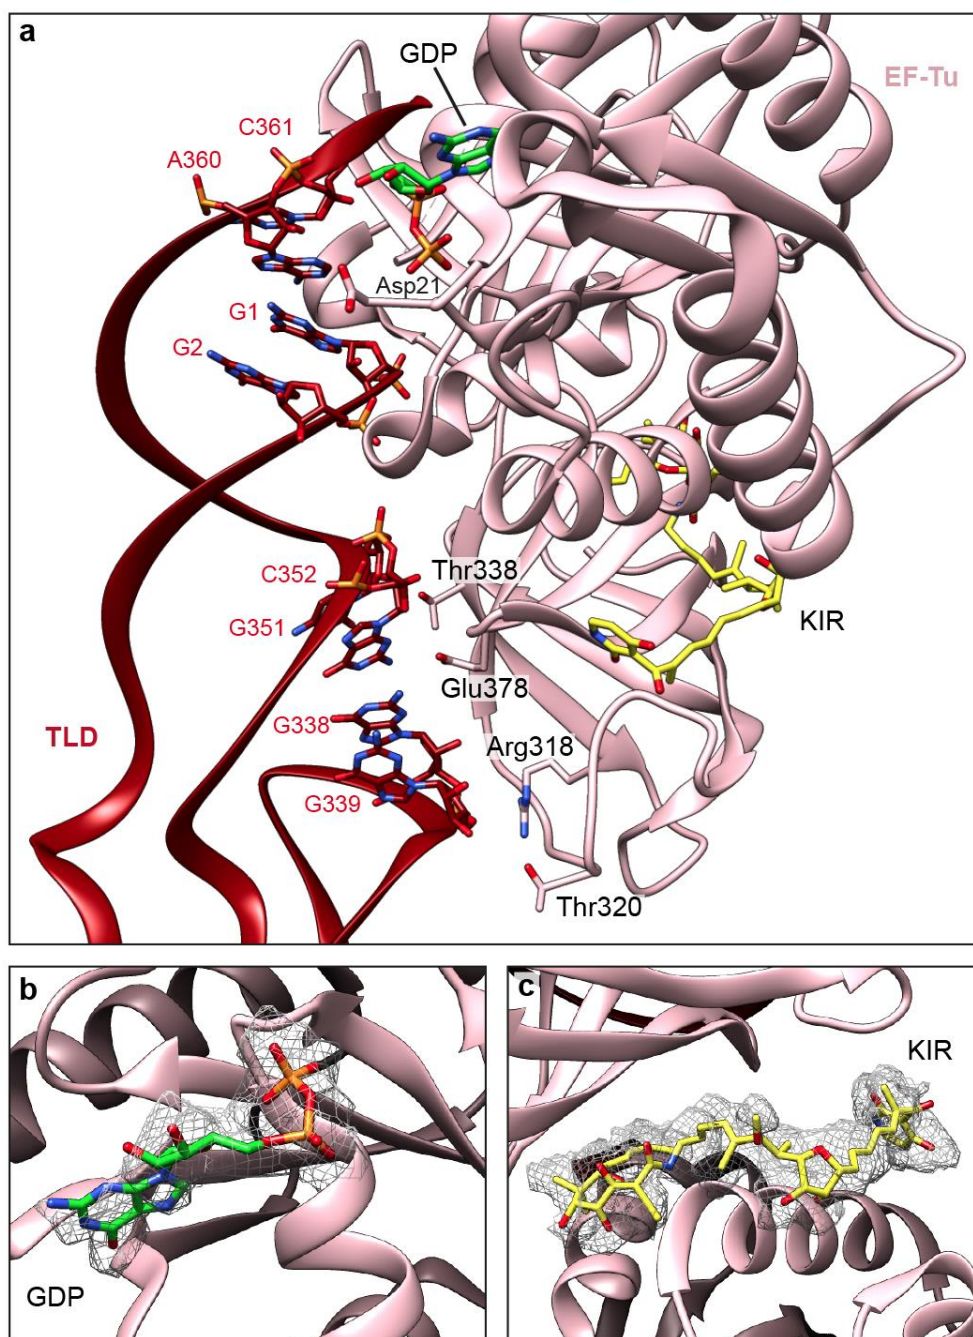 a
GDP
EF-Tu
C361
A360
Asp21
G1
G2
Thr338
C352
G351
KIR
Glu378
G338
TLD
Arg318
G339
Thr320
b
c
KIR
GDP